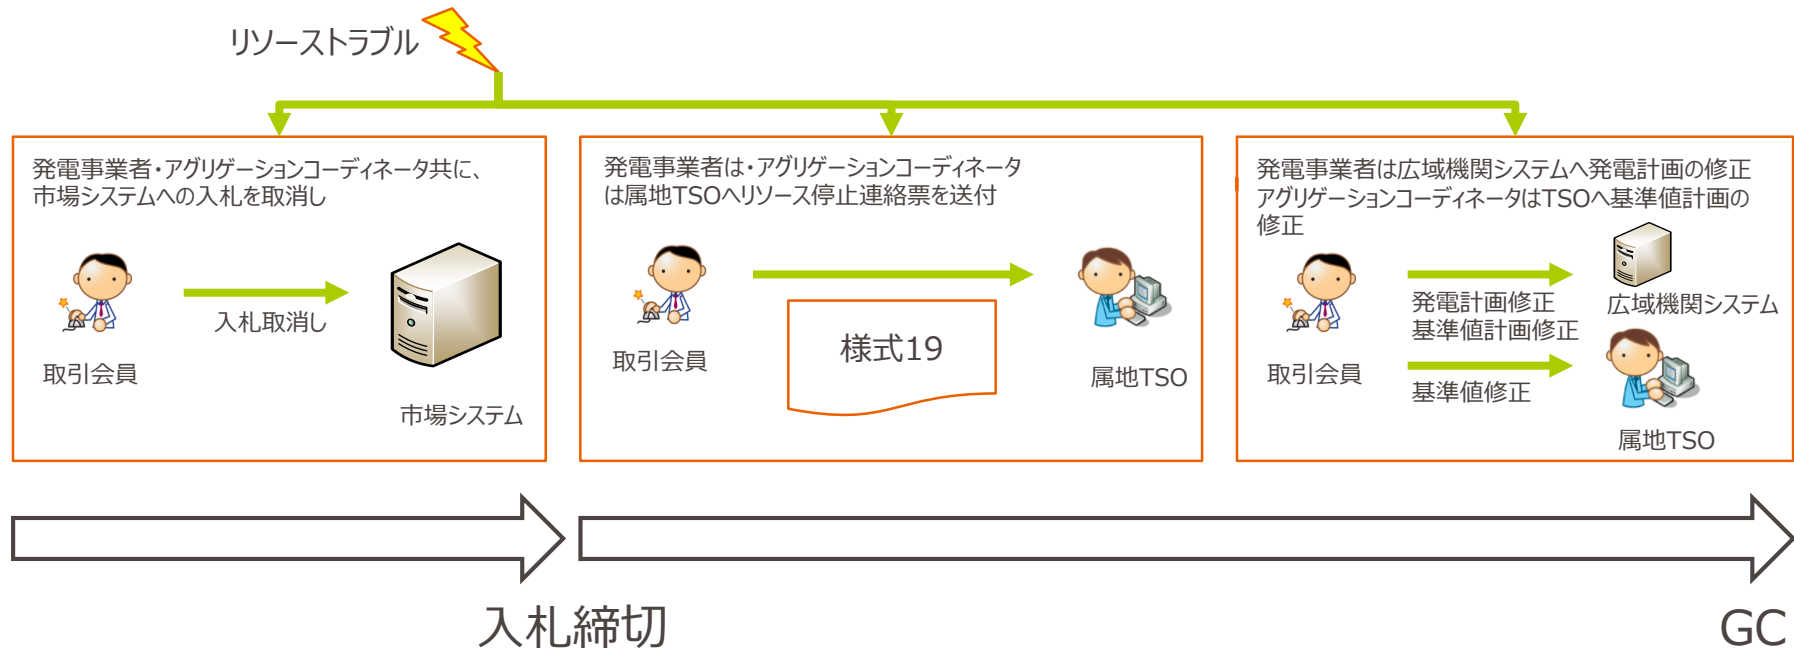 リソーストラブル
発電事業者・アグリゲーションコーディネータ共に、
市場システムへの入札を取消し
入札取消し
取引会員
市場システム
発電事業者は・アグリゲーションコーディネータ
は属地TSOへリソース停止連絡票を送付
様式19
取引会員
属地TSO
発電事業者は広域機関システムへ発電計画の修正
アグリゲーションコーディネータはTSOへ基準値計画の
修正
発電計画修正
基準値計画修正
広域機関システム
取引会員
基準値修正
属地TSO
入札締切
GC